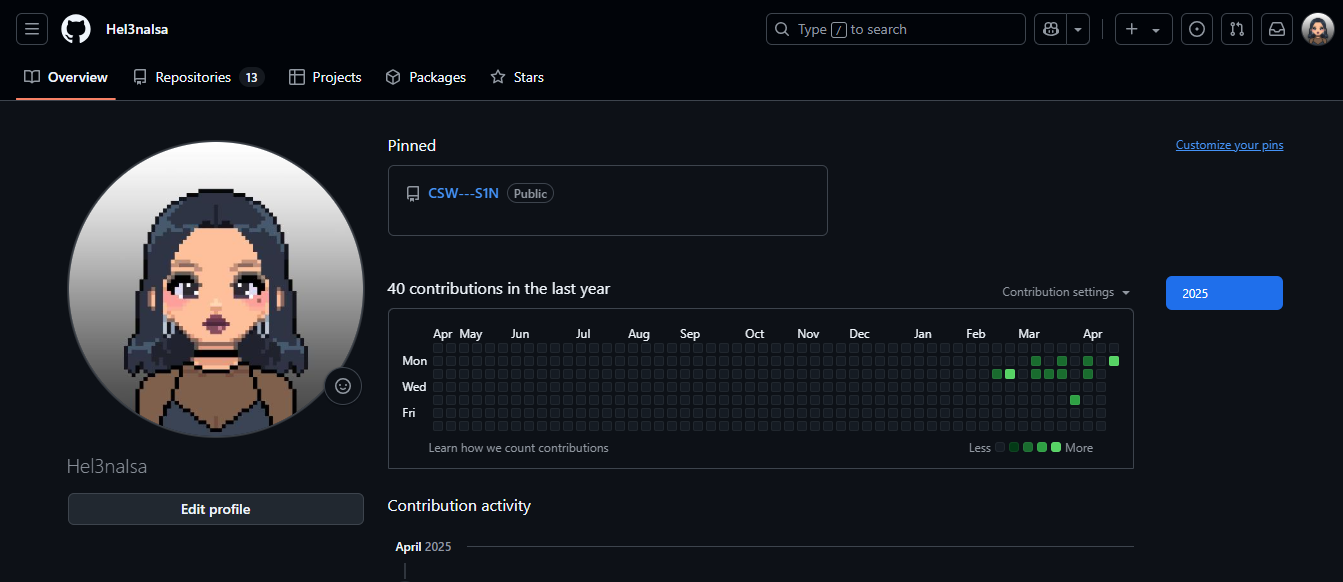 Hel3nalsa
Type / to search
Overview
Repositories 13
Projects
Packages
Stars
Pinned
Customize your pins
CSW---S1N Public
40 contributions in the last year
Contribution settings
2025
Apr May Jun Jul Aug Sep Oct Nov Dec Jan Feb Mar Apr
Mon
Wed
Fri
Learn how we count contributions
Less More
Hel3nalsa
Edit profile
Contribution activity
April 2025